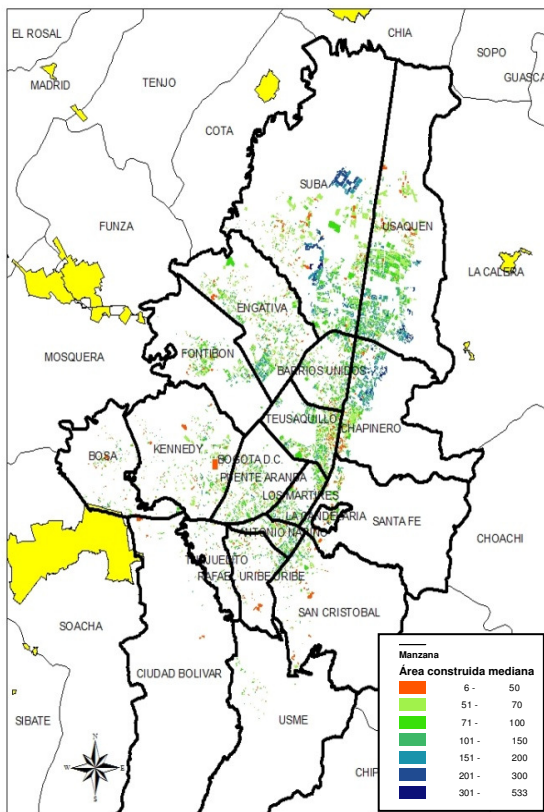 EL ROSAL
CHIA
SOPO
GUASCA
MADRID
TENJO
COTA
SUBA
USAQUEN
FUNZA
LA CALERA
ENGATIVA
FONTIBON
BARRIOS UNIDOS
MOSQUERA
TEUSAQUILLO
CHAPINERO
KENNEDY
BOGOTA D.C.
BOSA
PUENTE ARANDA
LOS MARTIRES
LA CANDELARIA
SANTA FE
ANTONIO NARIÑO
CHOACHI
TUNJUELITO
RAFAEL URIBE URIBE
SAN CRISTOBAL
SOACHA
CIUDAD BOLIVAR
USME
SIBATE
CHIP
N
W E
S
Manzana
Área construida mediana
6 - 50
51 - 70
71 - 100
101 - 150
151 - 200
201 - 300
301 - 533